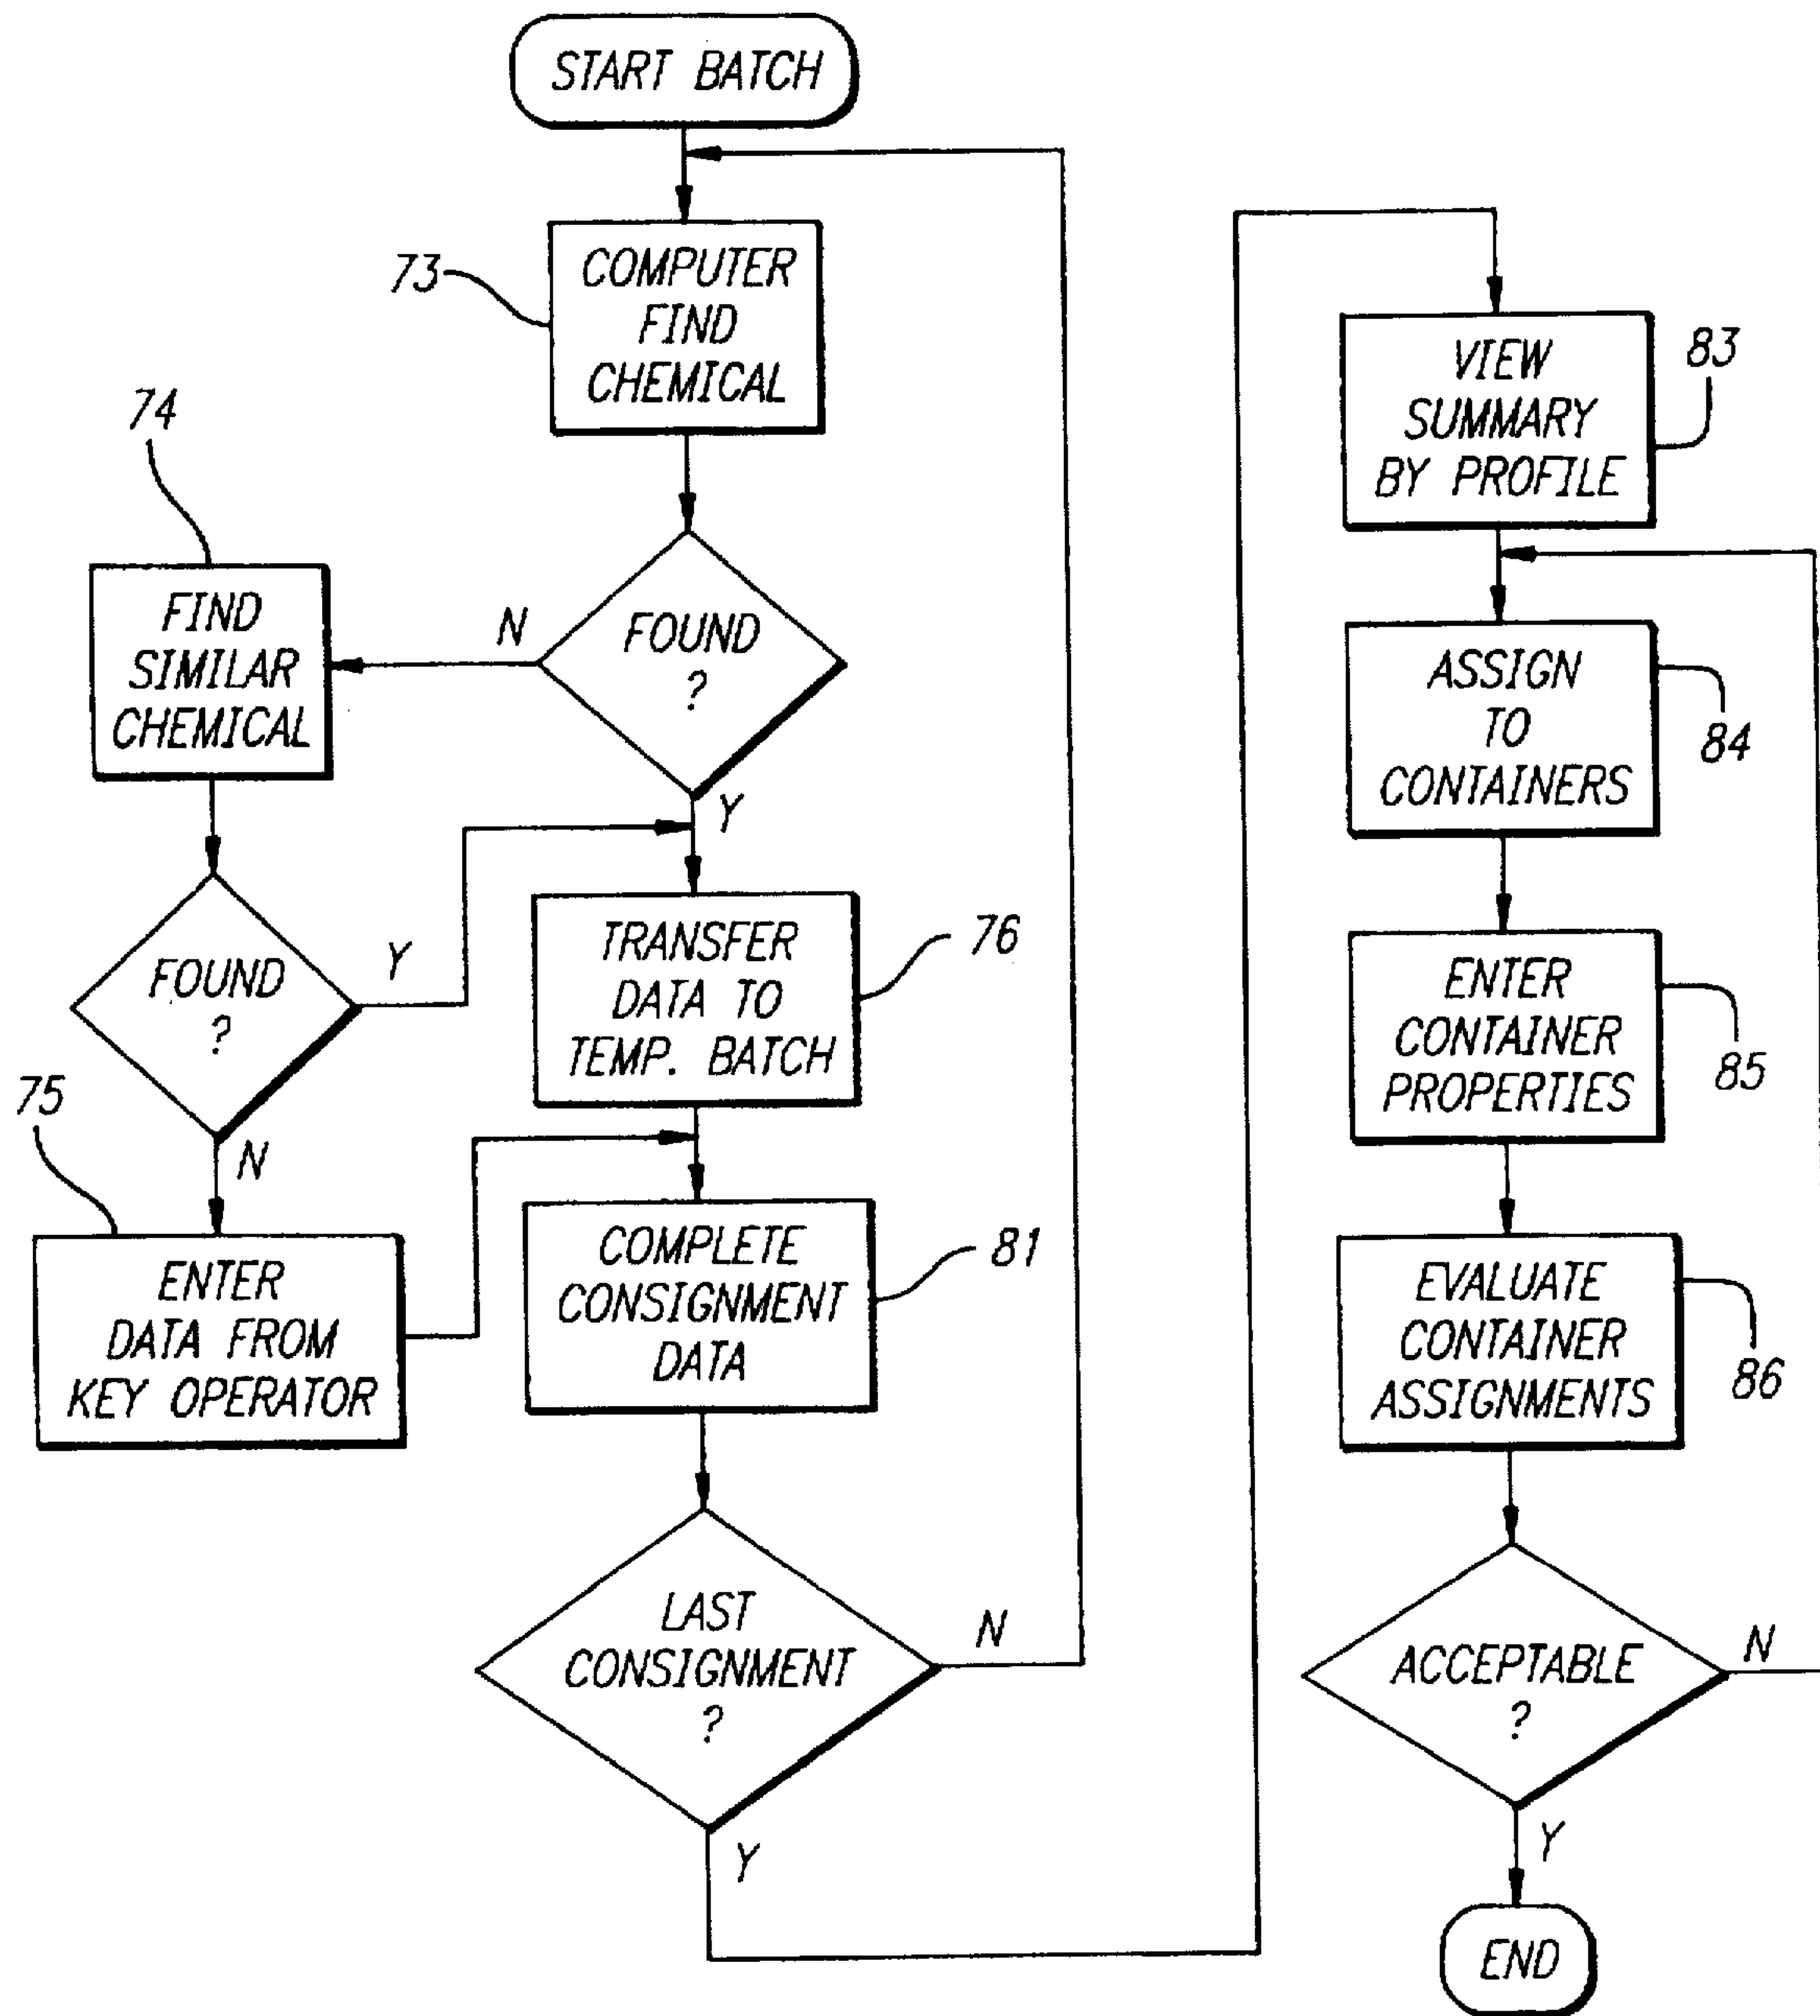 START BATCH
73
COMPUTER
FIND
CHEMICAL
74
FIND
SIMILAR
CHEMICAL
N
FOUND
?
Y
FOUND
?
Y
N
75
ENTER
DATA FROM
KEY OPERATOR
TRANSFER
DATA TO
TEMP. BATCH
76
COMPLETE
CONSIGNMENT
DATA
81
LAST
CONSIGNMENT
?
N
Y
VIEW
SUMMARY
BY PROFILE
83
ASSIGN
TO
CONTAINERS
84
ENTER
CONTAINER
PROPERTIES
85
EVALUATE
CONTAINER
ASSIGNMENTS
86
ACCEPTABLE
?
N
Y
END